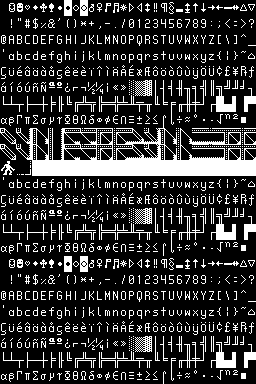 ☺☻♥♦♣♠•◘○◙♂♀♪♫☼►◄↕‼¶§▬↨↑↓→←∟↔▲▼
!"#$%&'()*+,-./0123456789:;<=>?
@ABCDEFGHIJKLMNOPQRSTUVWXYZ[\]^_
`abcdefghijklmnopqrstuvwxyz{|}~⌂
ÇüéâäàåçêëèïîìÄÅÉæÆôöòûùÿÖÜ¢£¥₧ƒ
áíóúñÑªº¿⌐¬½¼¡«»░▒▓│┤╡╢╖╕╣║╗╝╜╛┐
└┴┬├─┼╞╟╚╔╩╦╠═╬╧╨╤╥╙╘╒╓╫╪┘┌█▄▌▐▀
αßΓπΣσµτΦΘΩδ∞φε∩≡±≥≤⌠⌡÷≈°∙·√ⁿ²■
`abcdefghijklmnopqrstuvwxyz{|}~⌂
ÇüéâäàåçêëèïîìÄÅÉæÆôöòûùÿÖÜ¢£¥₧ƒ
áíóúñÑªº¿⌐¬½¼¡«»░▒▓│┤╡╢╖╕╣║╗╝╜╛┐
└┴┬├─┼╞╟╚╔╩╦╠═╬╧╨╤╥╙╘╒╓╫╪┘┌█▄▌▐▀
αßΓπΣσµτΦΘΩδ∞φε∩≡±≥≤⌠⌡÷≈°∙·√ⁿ²■
☺☻♥♦♣♠•◘○◙♂♀♪♫☼►◄↕‼¶§▬↨↑↓→←∟↔▲▼
!"#$%&'()*+,-./0123456789:;<=>?
@ABCDEFGHIJKLMNOPQRSTUVWXYZ[\]^_
`abcdefghijklmnopqrstuvwxyz{|}~⌂
ÇüéâäàåçêëèïîìÄÅÉæÆôöòûùÿÖÜ¢£¥₧ƒ
áíóúñÑªº¿⌐¬½¼¡«»░▒▓│┤╡╢╖╕╣║╗╝╜╛┐
└┴┬├─┼╞╟╚╔╩╦╠═╬╧╨╤╥╙╘╒╓╫╪┘┌█▄▌▐▀
αßΓπΣσµτΦΘΩδ∞φε∩≡±≥≤⌠⌡÷≈°∙·√ⁿ²■